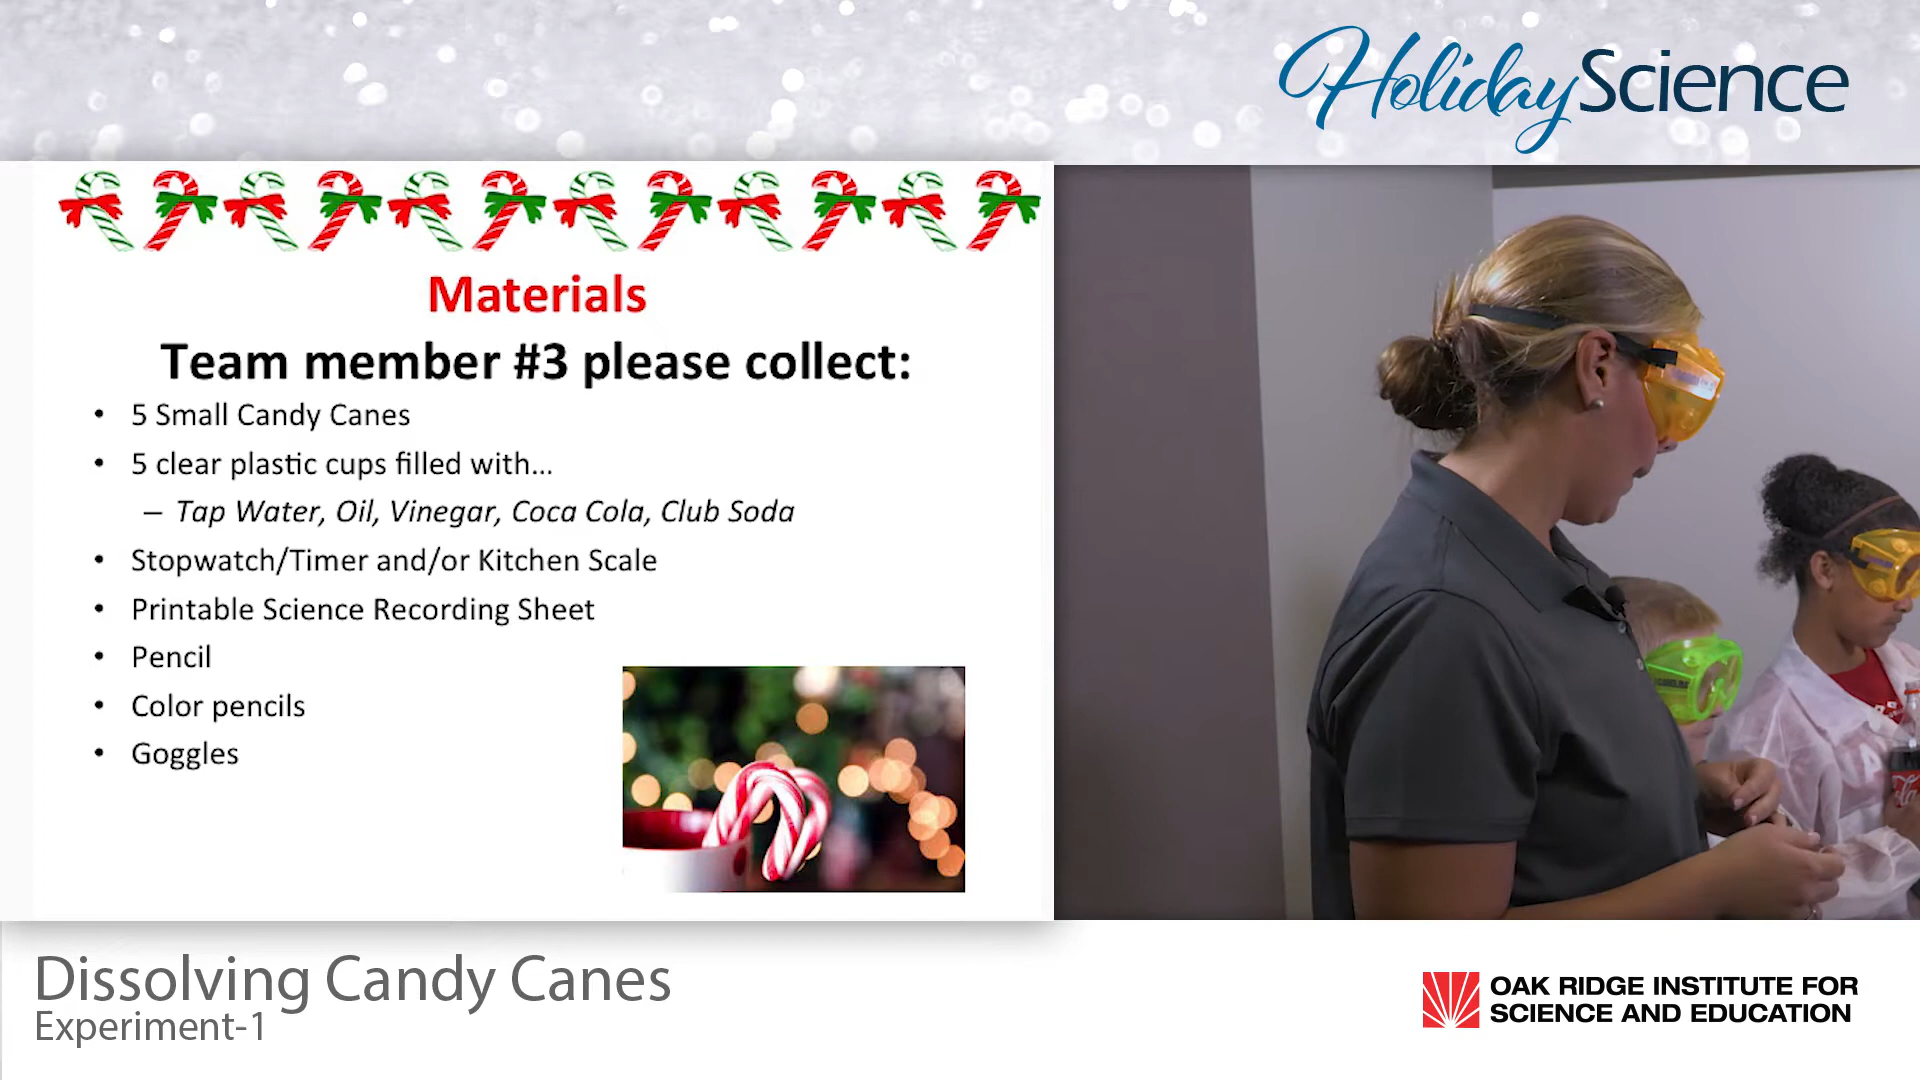 Holiday Science
Materials
Team member #3 please collect:
• 5 Small Candy Canes
• 5 clear plastic cups filled with...
– Tap Water, Oil, Vinegar, Coca Cola, Club Soda
• Stopwatch/Timer and/or Kitchen Scale
• Printable Science Recording Sheet
• Pencil
• Color pencils
• Goggles
Dissolving Candy Canes
Experiment-1
OAK RIDGE INSTITUTE FOR
SCIENCE AND EDUCATION